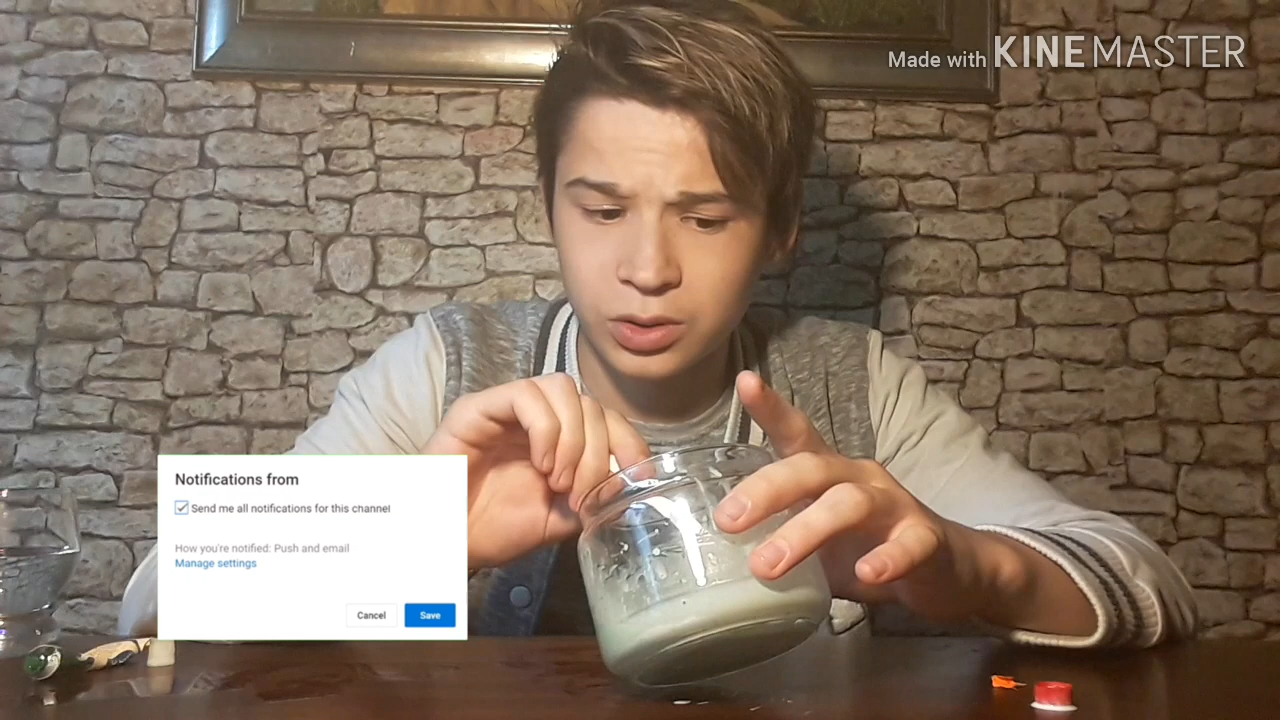 Made with KINEMASTER
Notifications from
Send me all notifications for this channel
How you're notified: Push and email
Manage settings
Cancel Save